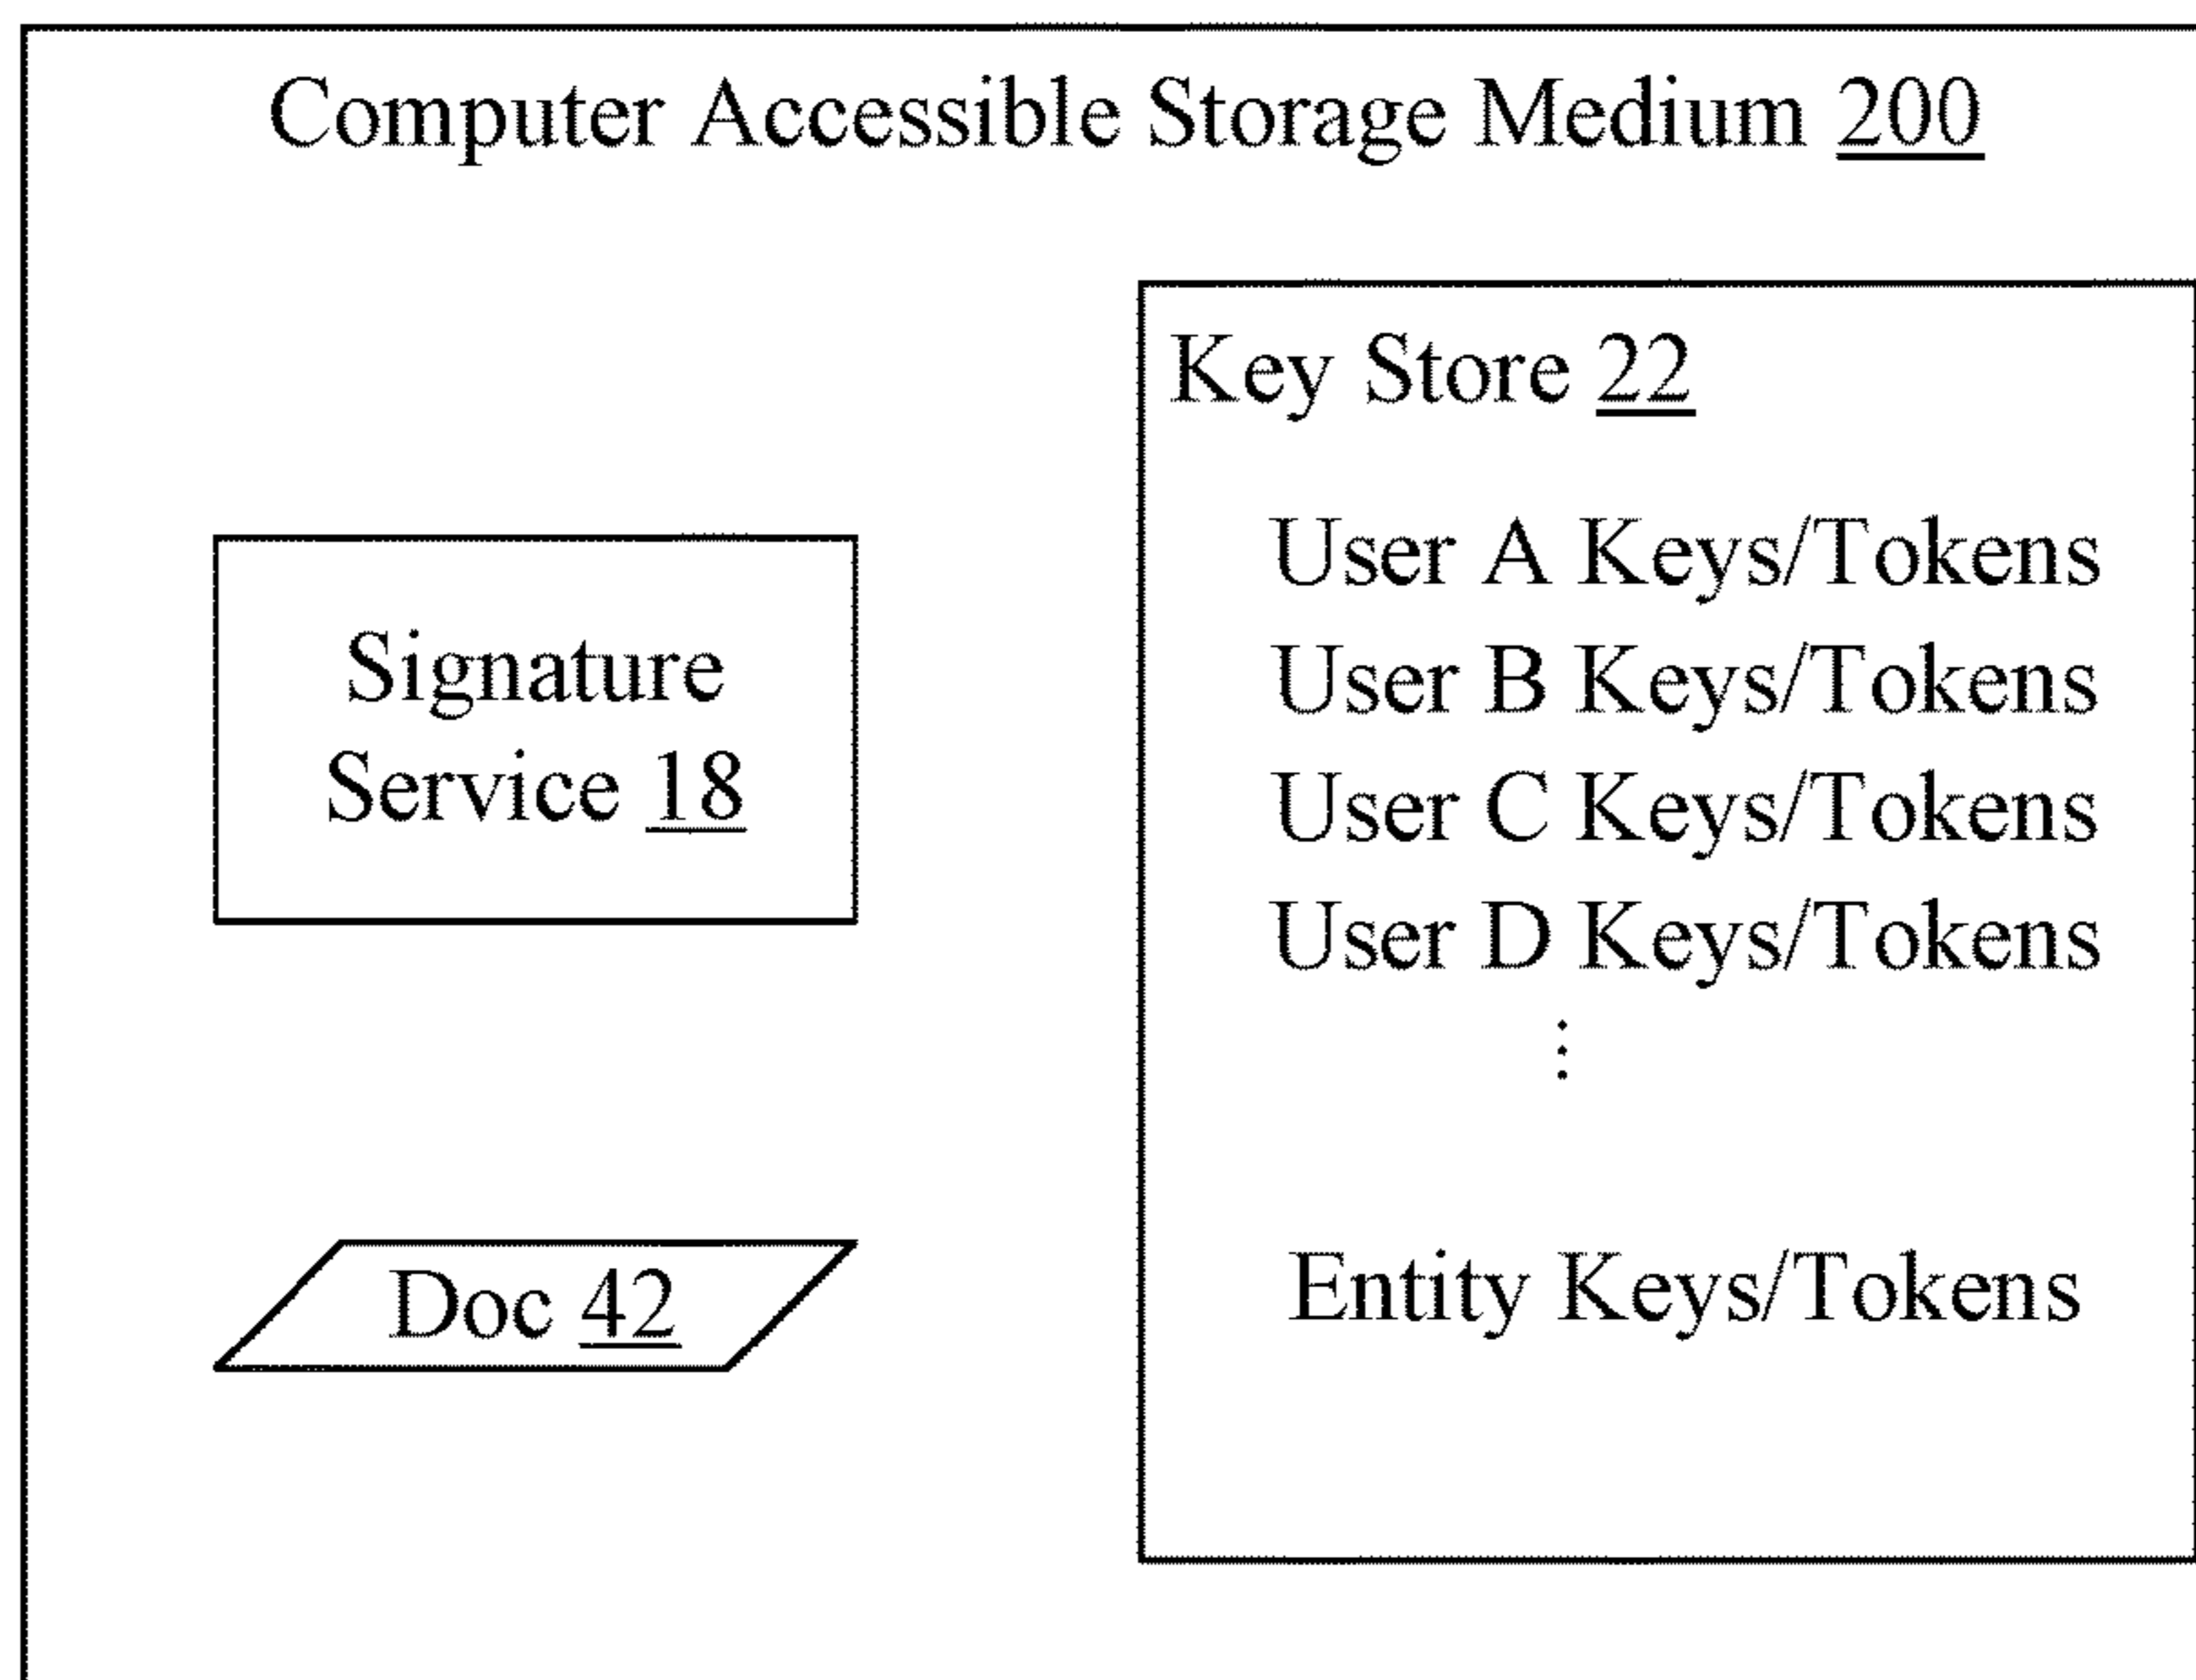 Computer Accessible Storage Medium 200
Key Store 22
User A Keys/Tokens
User B Keys/Tokens
User C Keys/Tokens
User D Keys/Tokens
⋮
Entity Keys/Tokens
Signature
Service 18
Doc 42